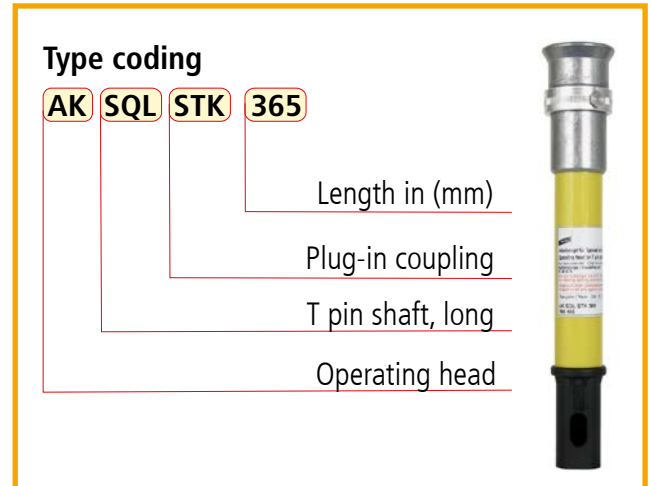 Type coding
AK SQL STK 365
Length in (mm)
Plug-in coupling
T pin shaft, long
Operating head